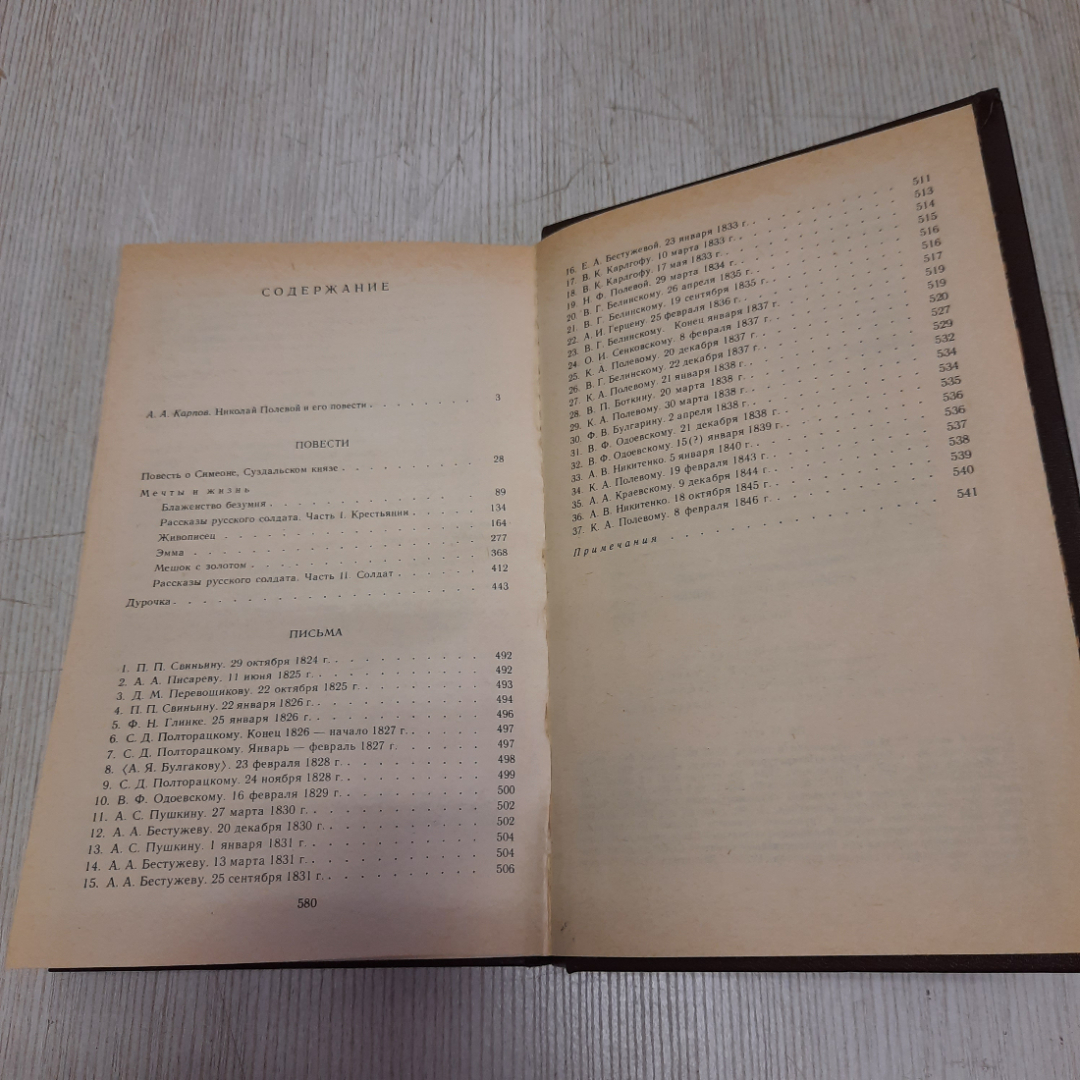 СОДЕРЖАНИЕ
А. А. Карпов. Николай Полевой и его повести . . . . . . . . 3
ПОВЕСТИ
Повесть о Симеоне, Суздальском князе . . . . . . . . . . 28
Мечты и жизнь
Блаженство безумия . . . . . . . . . . . . . . . 89
Рассказы русского солдата. Часть I. Крестьянин . . . . . 134
Живописец . . . . . . . . . . . . . . . . . . . 164
Эмма . . . . . . . . . . . . . . . . . . . . . 277
Мешок с золотом . . . . . . . . . . . . . . . . 368
Рассказы русского солдата. Часть II Солдат . . . . . . 412
Дурочка . . . . . . . . . . . . . . . . . . . . . . 443
ПИСЬМА
1. П. П. Свиньину. 29 октября 1824 г. . . . . . . . . . . 492
2. А. А. Писареву. 11 июня 1825 г. . . . . . . . . . . . 492
3. Д. М. Перевощикову. 22 октября 1825 г. . . . . . . . . 493
4. П. П. Свиньину. 22 января 1826 г. . . . . . . . . . . 494
5. Ф. Н. Глинке. 25 января 1826 г. . . . . . . . . . . . 496
6. С. Д. Полторацкому. Конец 1826 — начало 1827 г. . . . . . 497
7. С. Д. Полторацкому. Январь — февраль 1827 г. . . . . . . 497
8. ⟨А. Я. Булгакову⟩. 23 февраля 1828 г. . . . . . . . . . 498
9. С. Д. Полторацкому. 24 ноября 1828 г. . . . . . . . . . 499
10. В. Ф. Одоевскому. 16 февраля 1829 г. . . . . . . . . . 500
11. А. С. Пушкину. 27 марта 1830 г. . . . . . . . . . . . 502
12. А. А. Бестужеву. 20 декабря 1830 г. . . . . . . . . . . 502
13. А. С. Пушкину. 1 января 1831 г. . . . . . . . . . . . 504
14. А. А. Бестужеву. 13 марта 1831 г. . . . . . . . . . . . 504
15. А. А. Бестужеву. 25 сентября 1831 г. . . . . . . . . . . 506
580
16. Е. А. Бестужевой. 23 января 1833 г. . . . . . . . . . . 511
17. В. К. Карлгофу. 10 марта 1833 г. . . . . . . . . . . . 513
18. В. К. Карлгофу. 17 мая 1833 г. . . . . . . . . . . . . 514
19. Н. Ф. Полевой. 29 марта 1834 г. . . . . . . . . . . . 515
20. В. Г. Белинскому. 26 апреля 1835 г. . . . . . . . . . . 516
21. В. Г. Белинскому. 19 сентября 1835 г. . . . . . . . . . 516
22. А. И. Герцену. 25 февраля 1836 г. . . . . . . . . . . . 517
23. В. Г. Белинскому. Конец января 1837 г. . . . . . . . . . 519
24. О. И. Сенковскому. 8 февраля 1837 г. . . . . . . . . . . 519
25. К. А. Полевому. 20 декабря 1837 г. . . . . . . . . . . 520
26. В. Г. Белинскому. 22 декабря 1837 г. . . . . . . . . . . 527
27. К. А. Полевому. 21 января 1838 г. . . . . . . . . . . . 529
28. В. П. Боткину. 20 марта 1838 г. . . . . . . . . . . . . 532
29. К. А. Полевому. 30 марта 1838 г. . . . . . . . . . . . 534
30. Ф. В. Булгарину. 2 апреля 1838 г. . . . . . . . . . . . 534
31. В. Ф. Одоевскому. 21 декабря 1838 г. . . . . . . . . . . 535
32. В. Ф. Одоевскому. 15(?) января 1839 г. . . . . . . . . . 536
33. А. В. Никитенко. 5 января 1840 г. . . . . . . . . . . . 536
34. К. А. Полевому. 19 февраля 1843 г. . . . . . . . . . . 537
35. А. А. Краевскому. 9 декабря 1844 г. . . . . . . . . . . 538
36. А. В. Никитенко. 18 октября 1845 г. . . . . . . . . . . 539
37. К. А. Полевому. 8 февраля 1846 г. . . . . . . . . . . . 540
Примечания . . . . . . . . . . . . . . . . . . . . 541